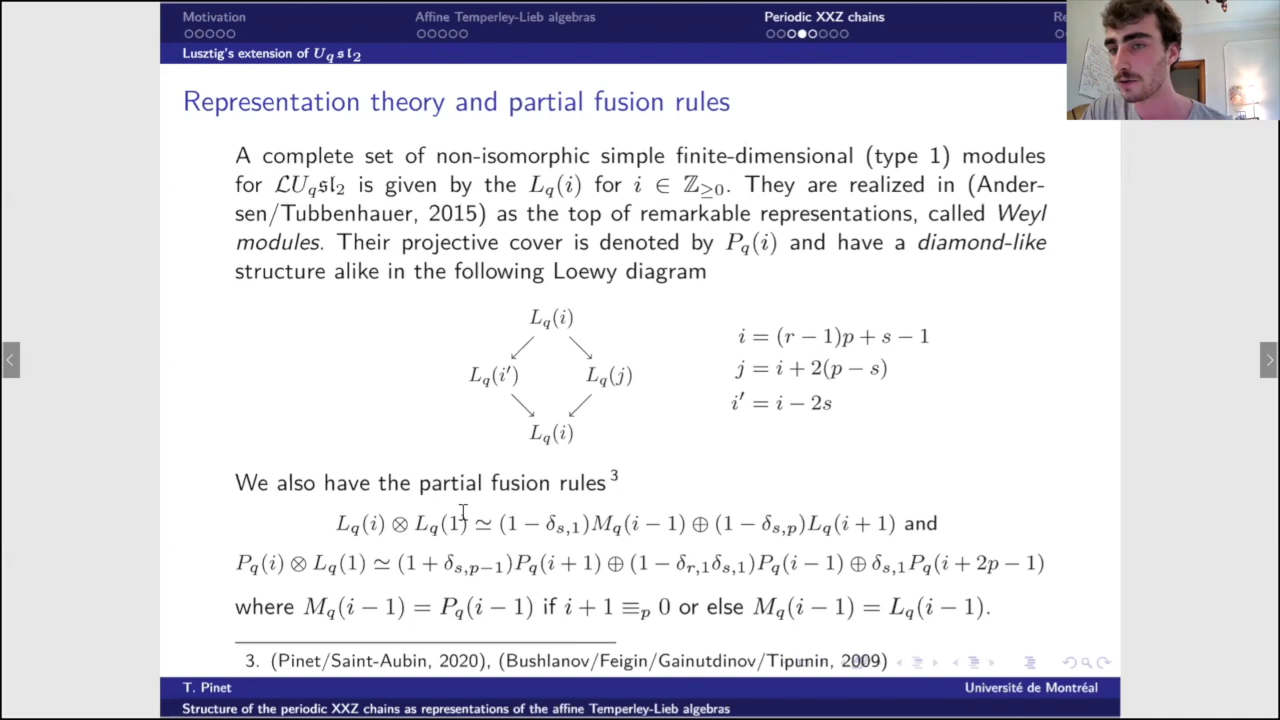 Motivation
Affine Temperley-Lieb algebras
Periodic XXZ chains
Re
Lusztig's extension of U_q 𝔰𝔩_2
Representation theory and partial fusion rules
A complete set of non-isomorphic simple finite-dimensional (type 1) modules
for ℒU_q𝔰𝔩_2 is given by the L_q(i) for i ∈ ℤ_{≥0}. They are realized in (Ander-
sen/Tubbenhauer, 2015) as the top of remarkable representations, called Weyl
modules. Their projective cover is denoted by P_q(i) and have a diamond-like
structure alike in the following Loewy diagram
L_q(i)
L_q(i′) L_q(j)
L_q(i)
i = (r − 1)p + s − 1
j = i + 2(p − s)
i′ = i − 2s
We also have the partial fusion rules ³
L_q(i) ⊗ L_q(1) ≃ (1 − δ_{s,1})M_q(i − 1) ⊕ (1 − δ_{s,p})L_q(i + 1) and
P_q(i) ⊗ L_q(1) ≃ (1 + δ_{s,p−1})P_q(i + 1) ⊕ (1 − δ_{r,1}δ_{s,1})P_q(i − 1) ⊕ δ_{s,1}P_q(i + 2p − 1)
where M_q(i − 1) = P_q(i − 1) if i + 1 ≡_p 0 or else M_q(i − 1) = L_q(i − 1).
3. (Pinet/Saint-Aubin, 2020), (Bushlanov/Feigin/Gainutdinov/Tipunin, 2009)
T. Pinet
Université de Montréal
Structure of the periodic XXZ chains as representations of the affine Temperley-Lieb algebras